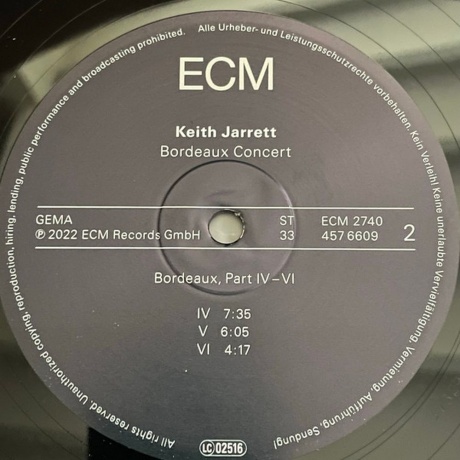 ECM
Keith Jarrett
Bordeaux Concert
GEMA ST ECM 2740
℗ 2022 ECM Records GmbH 33 457 6609 2
Bordeaux, Part IV–VI
IV 7:35
V 6:05
VI 4:17
LC 02516
All rights reserved. Unauthorized copying, reproduction, hiring, lending, public performance and broadcasting prohibited.
Alle Urheber- und Leistungsschutzrechte vorbehalten. Kein Verleih! Keine unerlaubte Vervielfältigung, Vermietung, Aufführung, Sendung!